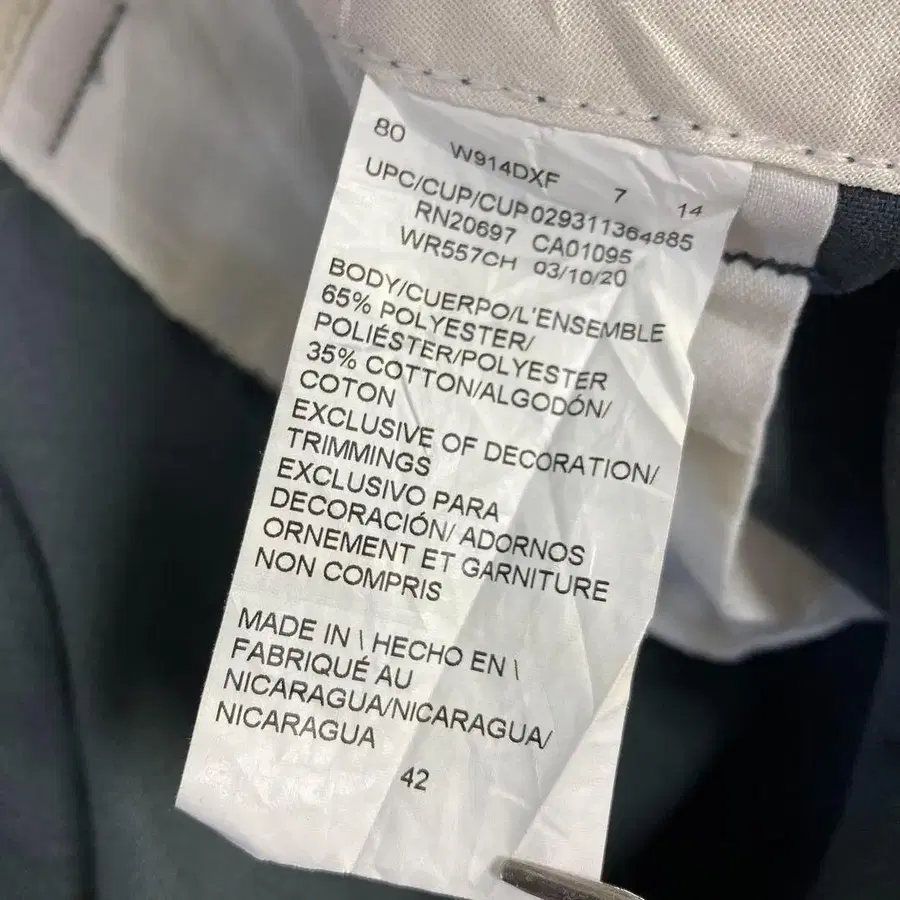 80 W914DXF 7 14
UPC/CUP/CUP029311364885
RN20697 CA01095
WR557CH 03/10/20
BODY/CUERPO/L'ENSEMBLE
65% POLYESTER/
POLIÉSTER/POLYESTER
35% COTTON/ALGODÓN/
COTON
EXCLUSIVE OF DECORATION/
TRIMMINGS
EXCLUSIVO PARA
DECORACIÓN/ ADORNOS
ORNEMENT ET GARNITURE
NON COMPRIS
MADE IN \ HECHO EN \
FABRIQUÉ AU
NICARAGUA/NICARAGUA/
NICARAGUA
42